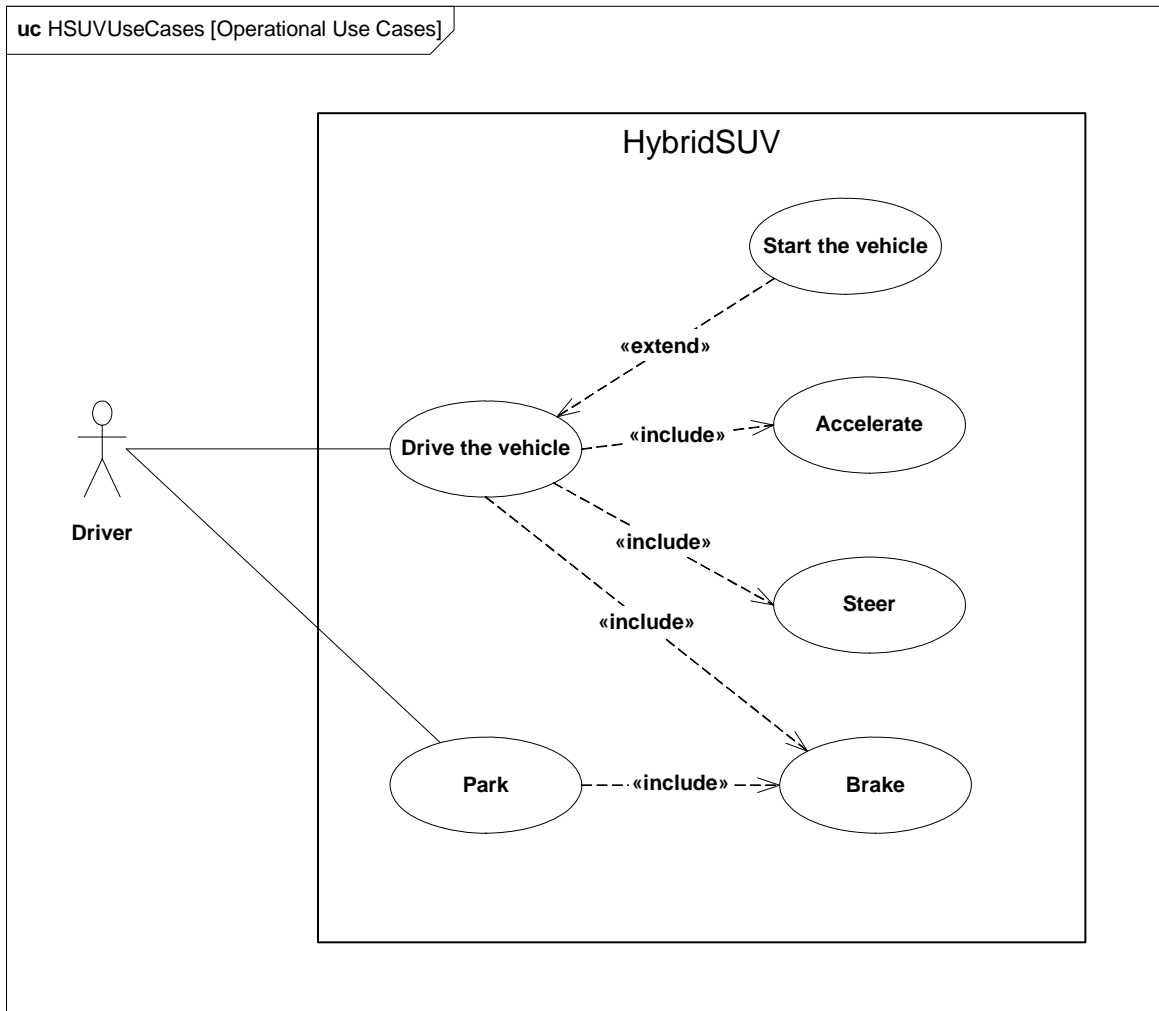 uc HSUVUseCases [Operational Use Cases]
HybridSUV
Start the vehicle
«extend»
Accelerate
«include»
Drive the vehicle
Driver
«include»
Steer
«include»
Park
«include»
Brake